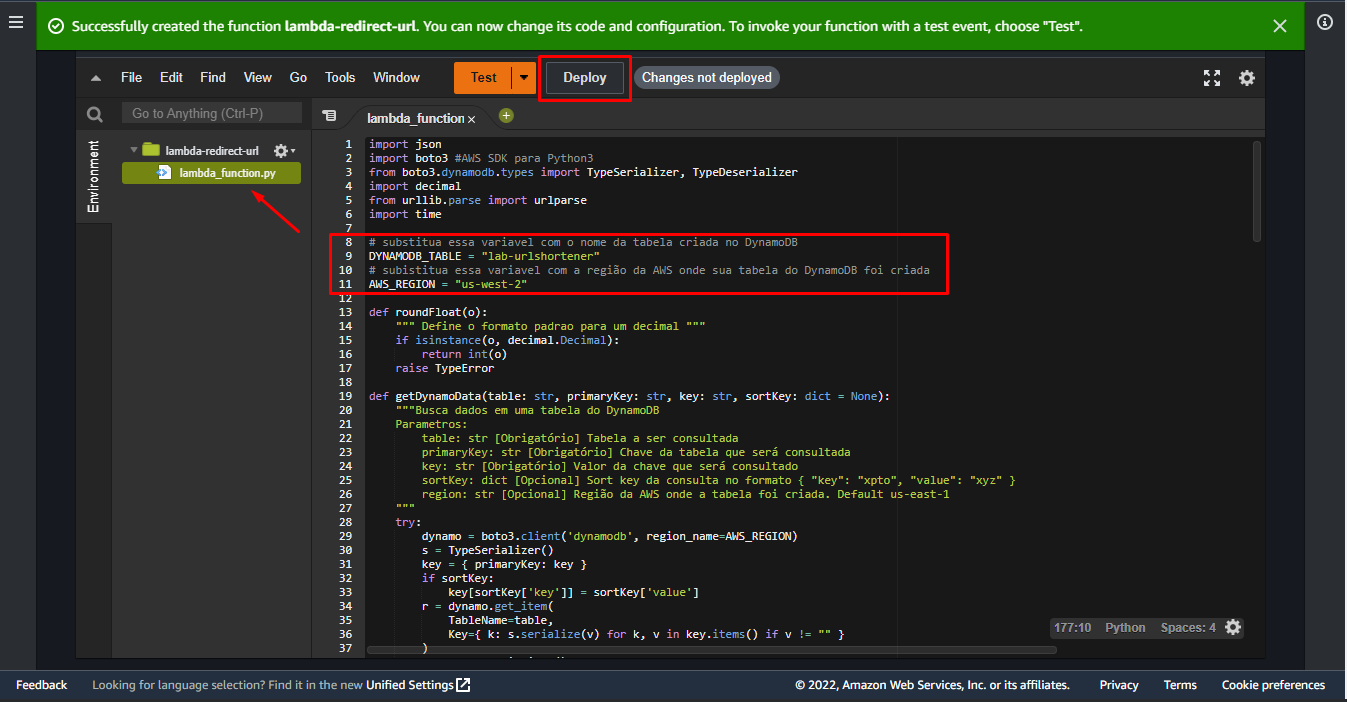 Successfully created the function lambda-redirect-url. You can now change its code and configuration. To invoke your function with a test event, choose "Test".
File Edit Find View Go Tools Window Test Deploy Changes not deployed
Go to Anything (Ctrl-P)
lambda_function
Environment
lambda-redirect-url
lambda_function.py
1 import json
2 import boto3 #AWS SDK para Python3
3 from boto3.dynamodb.types import TypeSerializer, TypeDeserializer
4 import decimal
5 from urllib.parse import urlparse
6 import time
7
8 # substitua essa variavel com o nome da tabela criada no DynamoDB
9 DYNAMODB_TABLE = "lab-urlshortener"
10 # subistitua essa variavel com a região da AWS onde sua tabela do DynamoDB foi criada
11 AWS_REGION = "us-west-2"
12
13 def roundFloat(o):
14     """ Define o formato padrao para um decimal """
15     if isinstance(o, decimal.Decimal):
16         return int(o)
17     raise TypeError
18
19 def getDynamoData(table: str, primaryKey: str, key: str, sortKey: dict = None):
20     """Busca dados em uma tabela do DynamoDB
21     Parametros:
22         table: str [Obrigatório] Tabela a ser consultada
23         primaryKey: str [Obrigatório] Chave da tabela que será consultada
24         key: str [Obrigatório] Valor da chave que será consultado
25         sortKey: dict [Opcional] Sort key da consulta no formato { "key": "xpto", "value": "xyz" }
26         region: str [Opcional] Região da AWS onde a tabela foi criada. Default us-east-1
27     """
28     try:
29         dynamo = boto3.client('dynamodb', region_name=AWS_REGION)
30         s = TypeSerializer()
31         key = { primaryKey: key }
32         if sortKey:
33             key[sortKey['key']] = sortKey['value']
34         r = dynamo.get_item(
35             TableName=table,
36             Key={ k: s.serialize(v) for k, v in key.items() if v != "" }
37         )
177:10 Python Spaces: 4
Feedback Looking for language selection? Find it in the new Unified Settings © 2022, Amazon Web Services, Inc. or its affiliates. Privacy Terms Cookie preferences